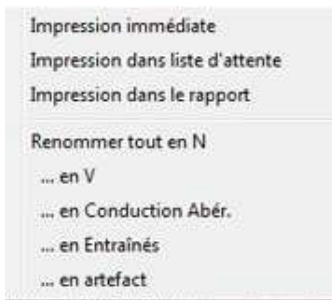 Impression immédiate
Impression dans liste d'attente
Impression dans le rapport
Renommer tout en N
... en V
... en Conduction Abér.
... en Entraînés
... en artefact